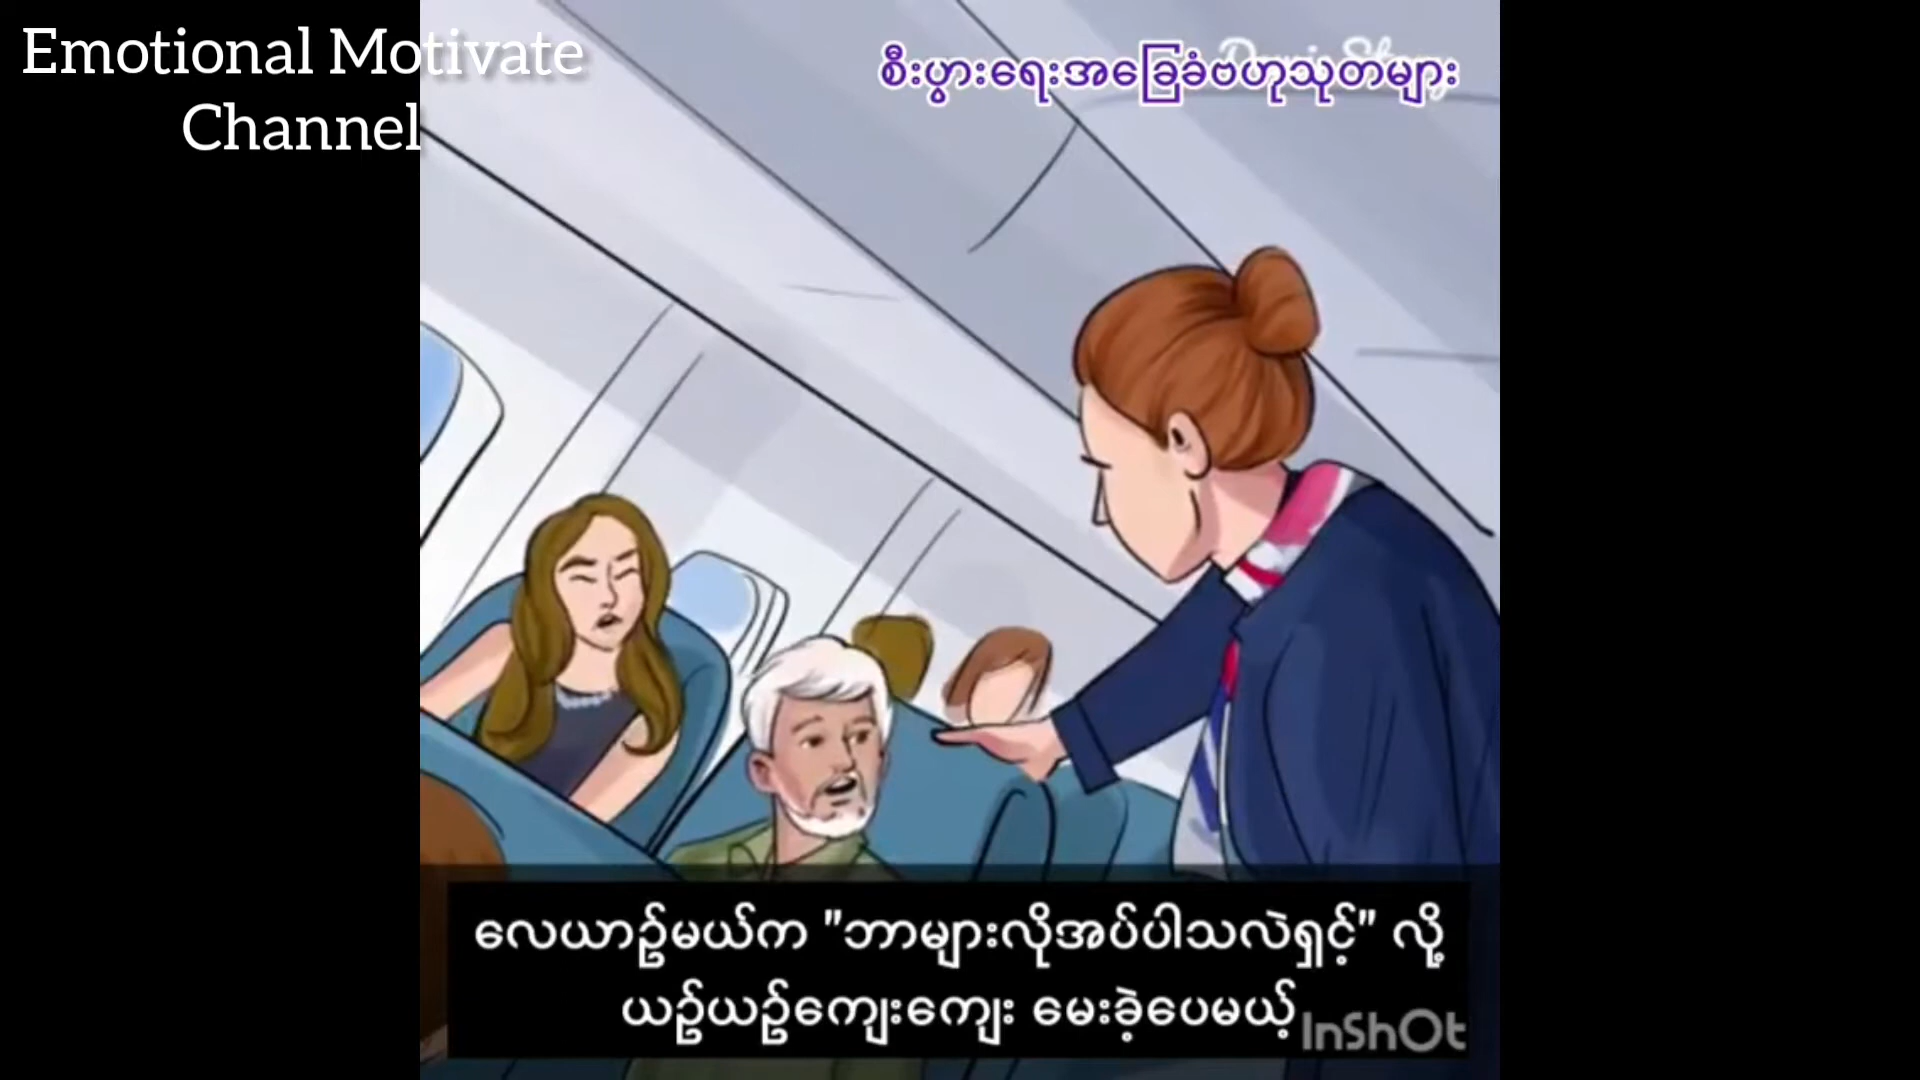 Emotional Motivate
Channel
စီးပွားရေးအခြေခံဗဟုသုတများ
လေယာဥ်မယ်က "ဘာများလိုအပ်ပါသလဲရှင့်" လို့
ယဥ်ယဥ်ကျေးကျေး မေးခဲ့ပေမယ့်
InShOt